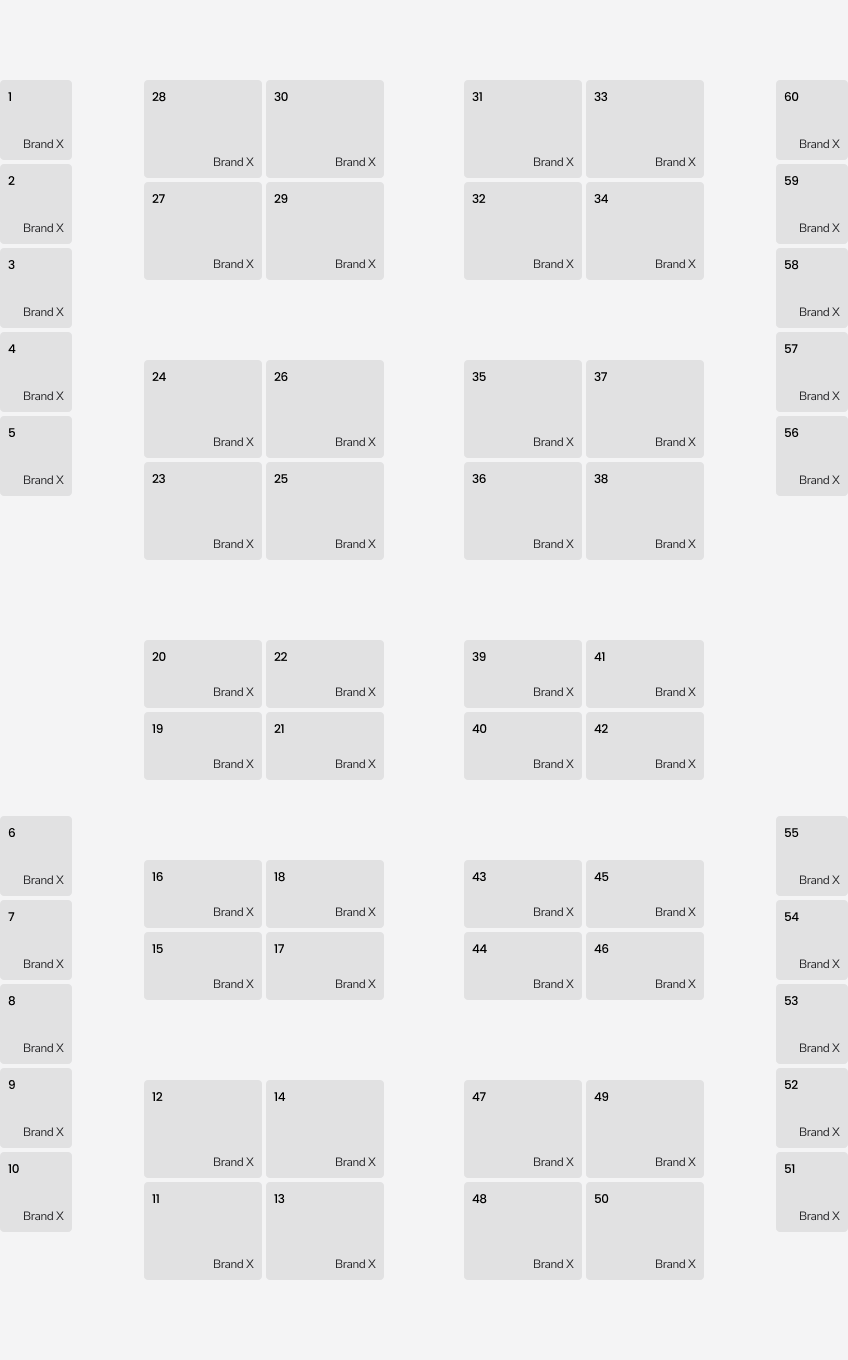 1
Brand X
28
Brand X
30
Brand X
31
Brand X
33
Brand X
60
Brand X
2
Brand X
27
Brand X
29
Brand X
32
Brand X
34
Brand X
59
Brand X
3
Brand X
58
Brand X
4
Brand X
24
Brand X
26
Brand X
35
Brand X
37
Brand X
57
Brand X
5
Brand X
23
Brand X
25
Brand X
36
Brand X
38
Brand X
56
Brand X
20
Brand X
22
Brand X
39
Brand X
41
Brand X
19
Brand X
21
Brand X
40
Brand X
42
Brand X
6
Brand X
16
Brand X
18
Brand X
43
Brand X
45
Brand X
55
Brand X
7
Brand X
15
Brand X
17
Brand X
44
Brand X
46
Brand X
54
Brand X
8
Brand X
53
Brand X
9
Brand X
12
Brand X
14
Brand X
47
Brand X
49
Brand X
52
Brand X
10
Brand X
11
Brand X
13
Brand X
48
Brand X
50
Brand X
51
Brand X